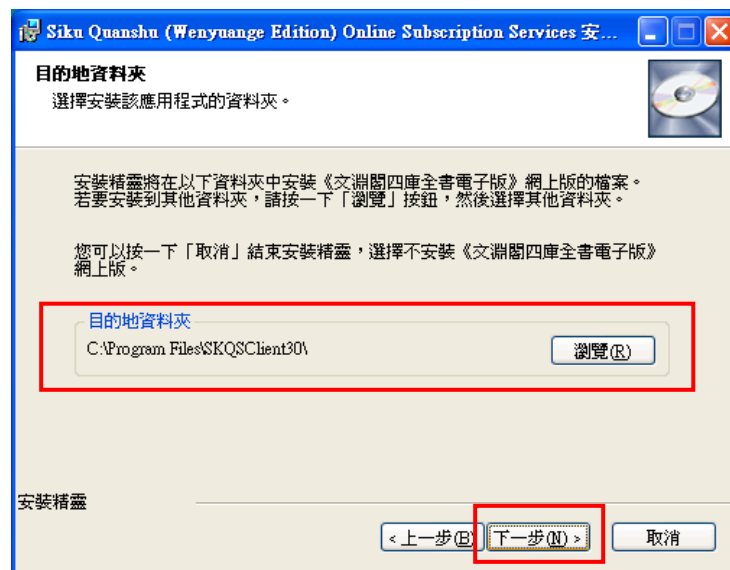 Siku Quanshu (Wenyuange Edition) Online Subscription Services 安...
目的地資料夾
選擇安裝該應用程式的資料夾。
安裝精靈將在以下資料夾中安裝《文淵閣四庫全書電子版》網上版的檔案。
若要安裝到其他資料夾，請按一下「瀏覽」按鈕，然後選擇其他資料夾。
您可以按一下「取消」結束安裝精靈，選擇不安裝《文淵閣四庫全書電子版》
網上版。
目的地資料夾
C:\Program Files\SKQSClient30\
瀏覽(R)
安裝精靈
< 上一步(B)
下一步(N) >
取消